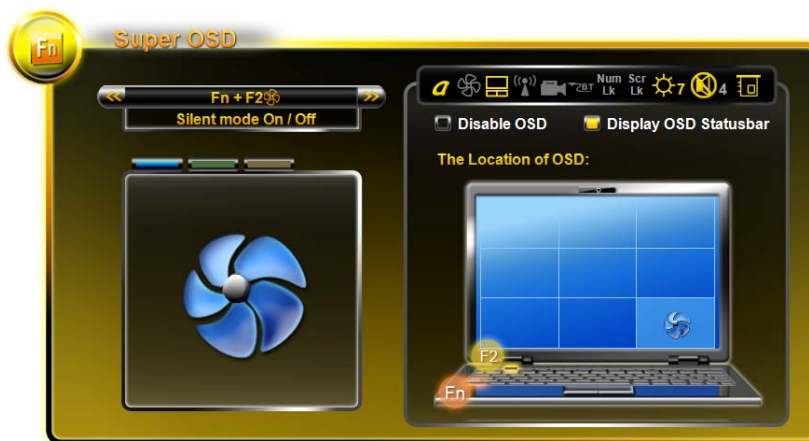 Fn
Super OSD
Fn + F2
Silent mode On / Off
a
2BT
Num
Lk
Scr
Lk
7
4
Disable OSD
Display OSD Statusbar
The Location of OSD:
F2
Fn